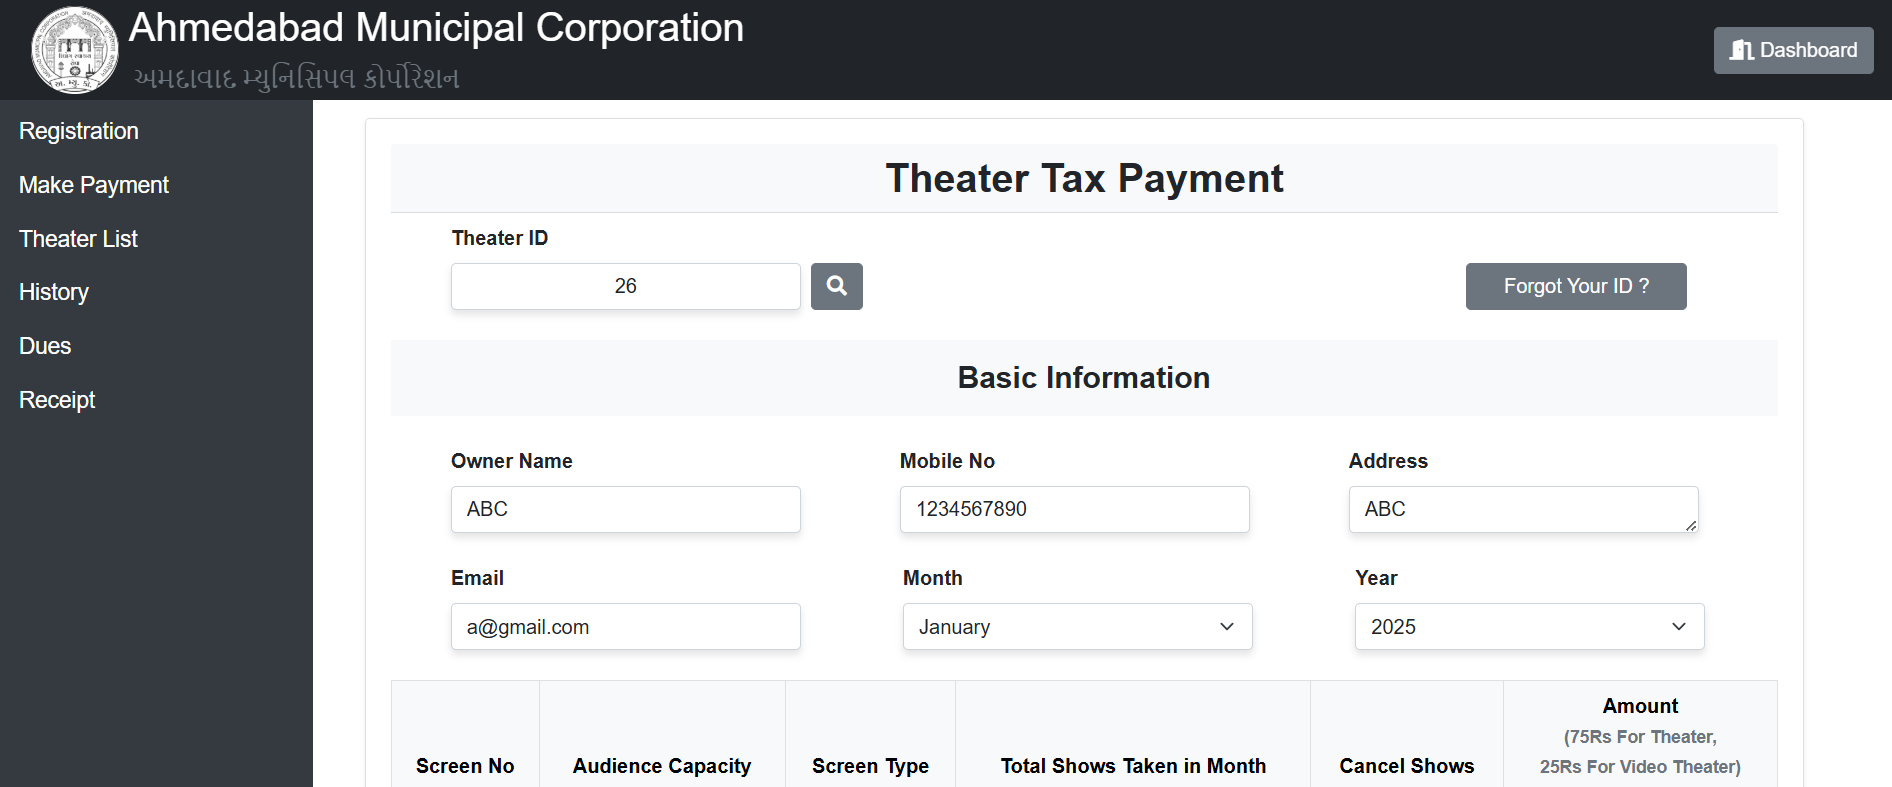 Ahmedabad Municipal Corporation
અમદાવાદ મ્યુનિસિપલ કોર્પોરેશન
Dashboard
Registration
Make Payment
Theater List
History
Dues
Receipt
Theater Tax Payment
Theater ID
26
Forgot Your ID ?
Basic Information
Owner Name
Mobile No
Address
ABC
1234567890
ABC
Email
Month
Year
a@gmail.com
January
2025
Screen No
Audience Capacity
Screen Type
Total Shows Taken in Month
Cancel Shows
Amount
(75Rs For Theater,
25Rs For Video Theater)